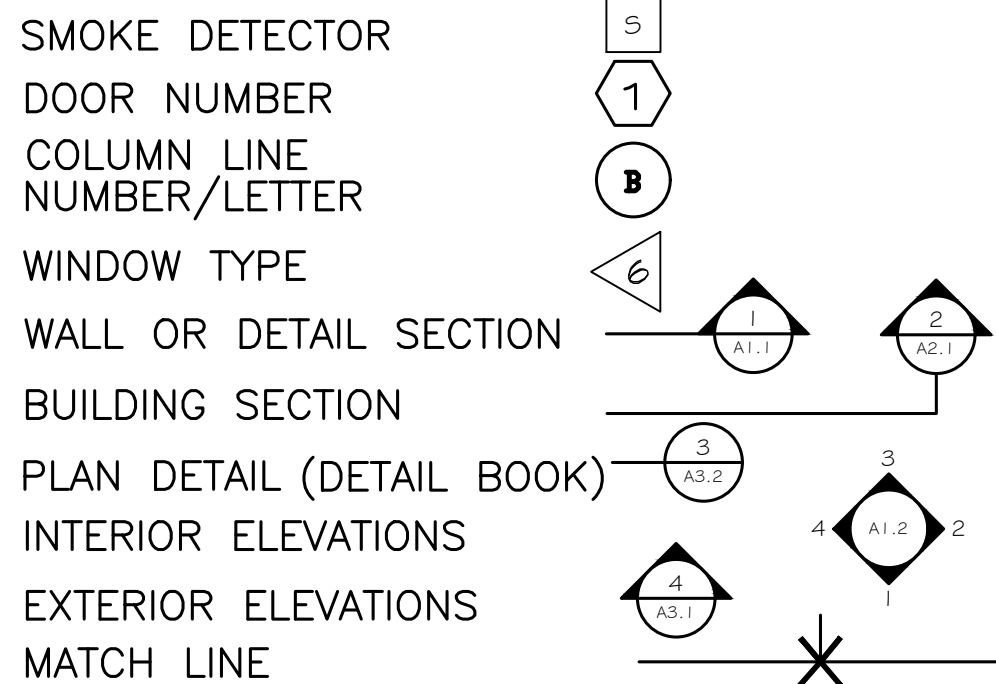 SMOKE DETECTOR S
DOOR NUMBER 1
COLUMN LINE
NUMBER/LETTER B
WINDOW TYPE 6
WALL OR DETAIL SECTION 1 2
A1.1 A2.1
BUILDING SECTION
PLAN DETAIL (DETAIL BOOK) 3
A3.2
3
INTERIOR ELEVATIONS 4 A1.2 2
1
EXTERIOR ELEVATIONS 4
A3.1
MATCH LINE